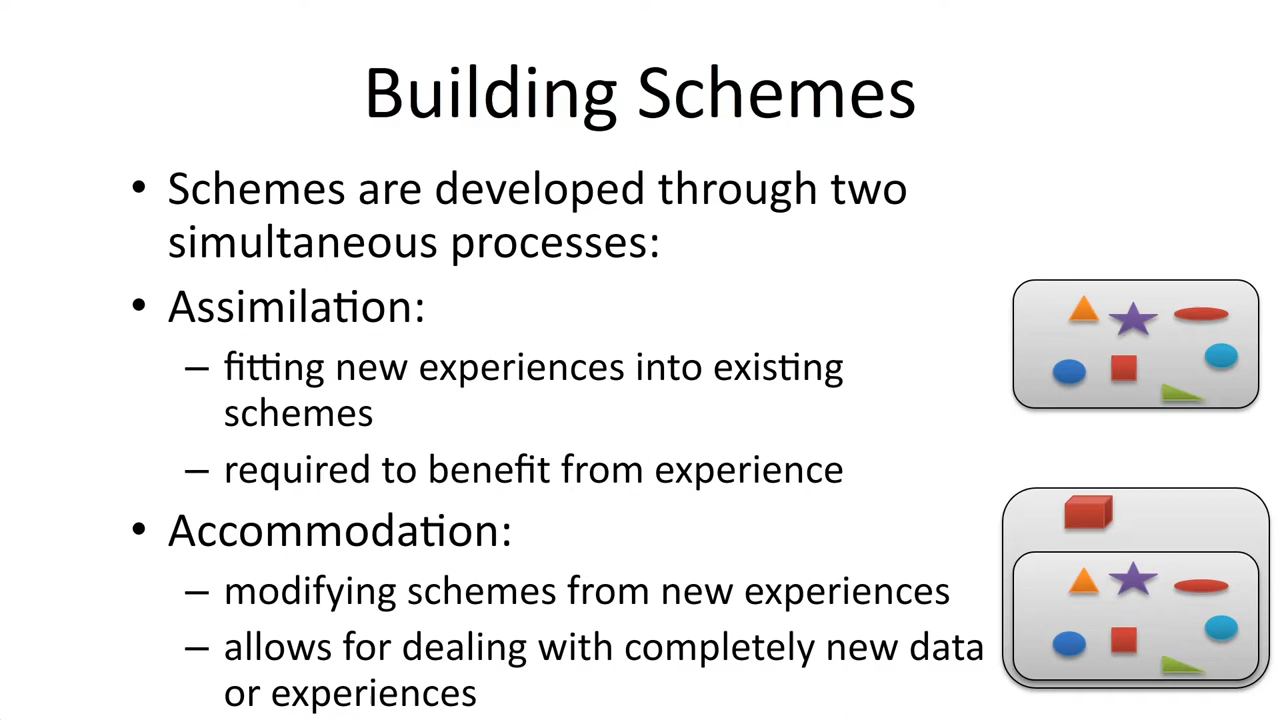 Building Schemes
• Schemes are developed through two
simultaneous processes:
• Assimilation:
– fitting new experiences into existing
schemes
– required to benefit from experience
• Accommodation:
– modifying schemes from new experiences
– allows for dealing with completely new data
or experiences